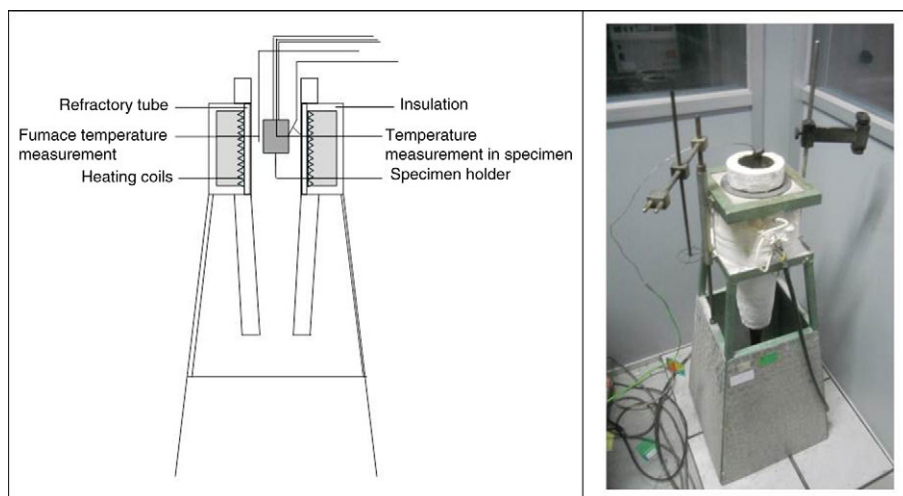 Refractory tube
Insulation
Fumace temperature
measurement
Temperature
measurement in specimen
Heating coils
Specimen holder